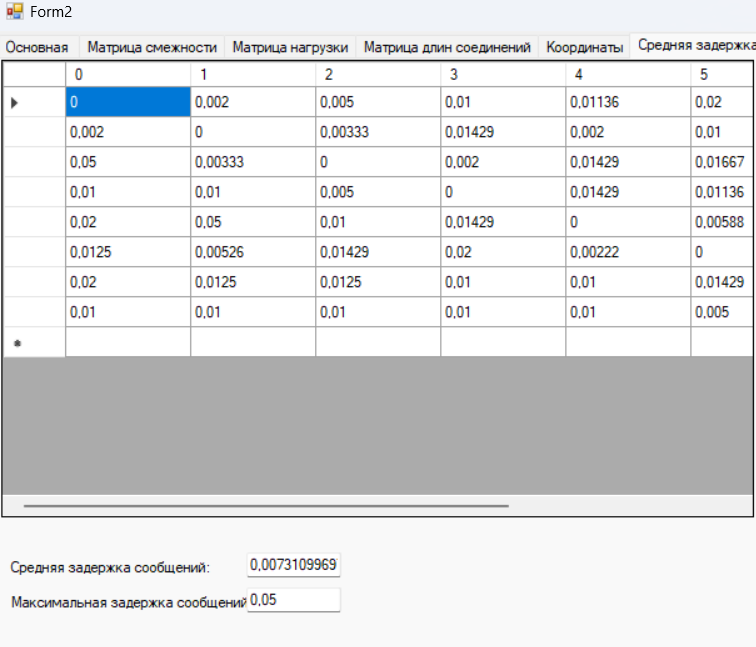 Form2
Основная Матрица смежности Матрица нагрузки Матрица длин соединений Координаты Средняя задержка
0 1 2 3 4 5
0 0,002 0,005 0,01 0,01136 0,02
0,002 0 0,00333 0,01429 0,002 0,01
0,05 0,00333 0 0,002 0,01429 0,01667
0,01 0,01 0,005 0 0,01429 0,01136
0,02 0,05 0,01 0,01429 0 0,00588
0,0125 0,00526 0,01429 0,02 0,00222 0
0,02 0,0125 0,0125 0,01 0,01 0,01429
0,01 0,01 0,01 0,01 0,01 0,005
Средняя задержка сообщений: 0,0073109969
Максимальная задержка сообщений 0,05